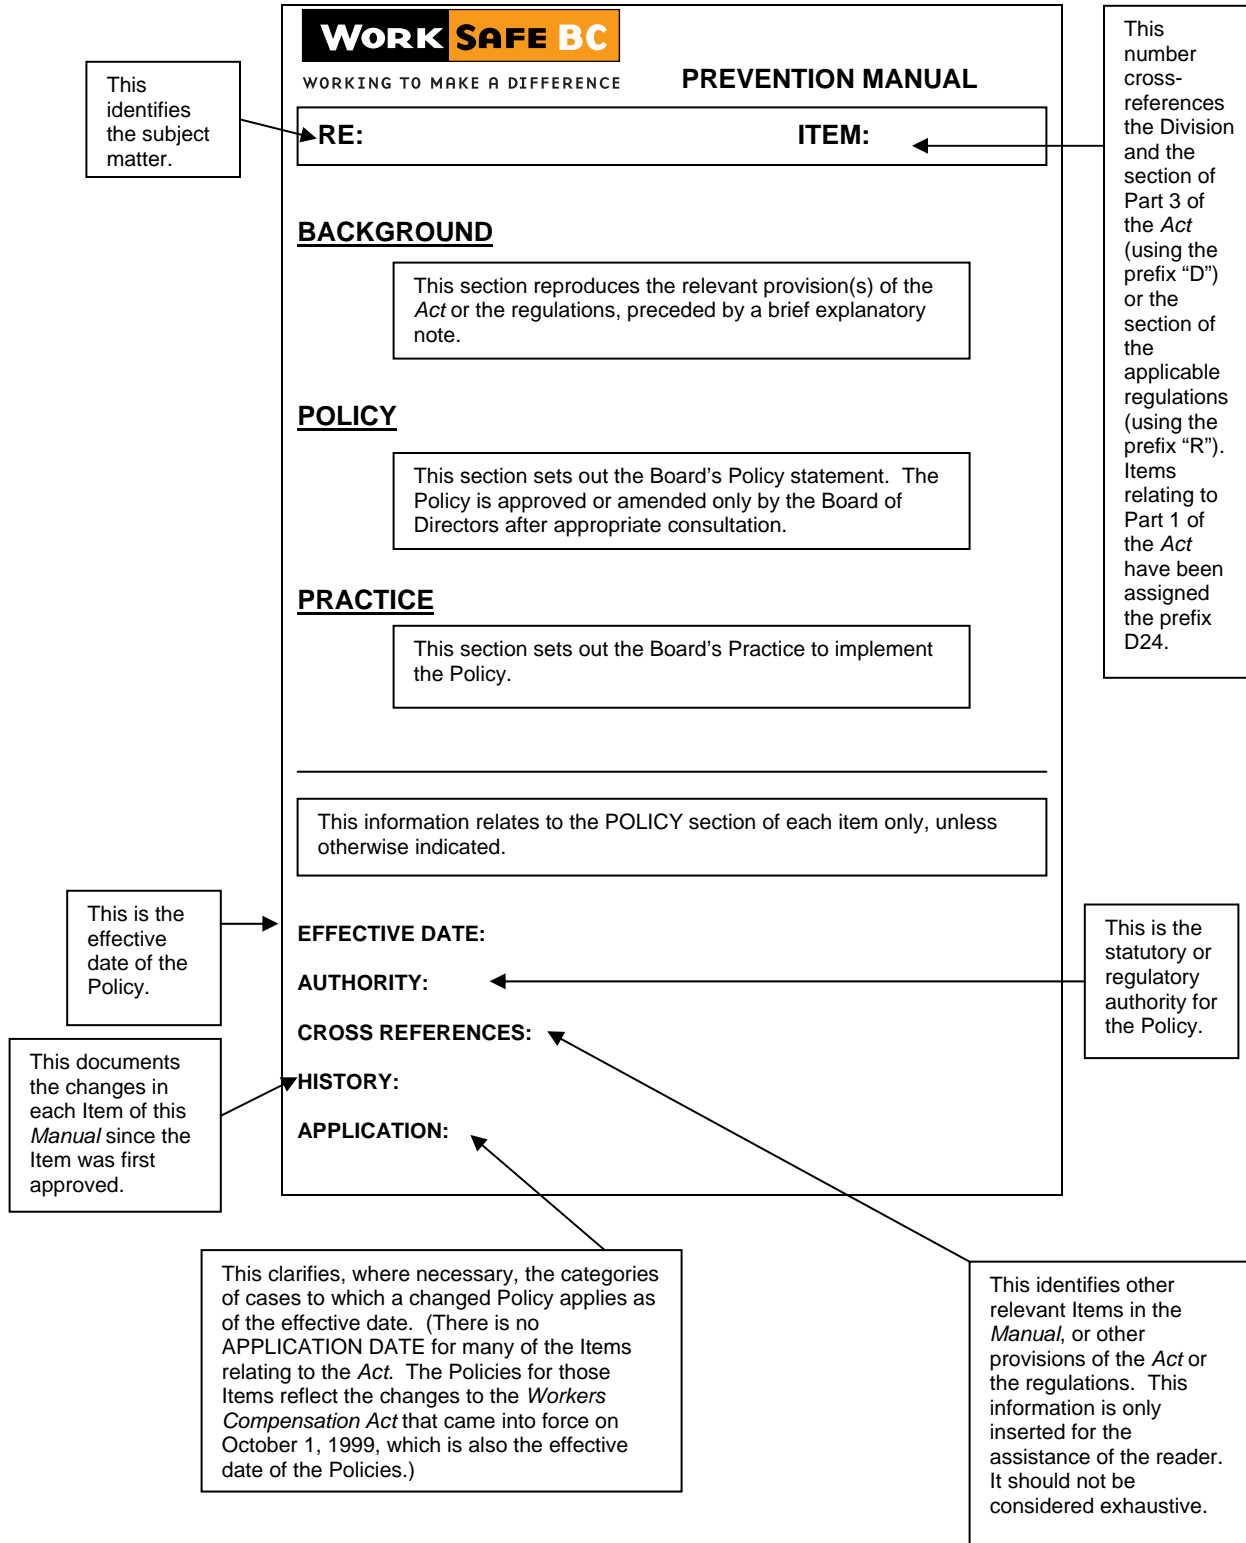 WORK SAFE BC
WORKING TO MAKE A DIFFERENCE
PREVENTION MANUAL
This
identifies
the subject
matter.
RE: ITEM:
This
number
cross-
references
the Division
and the
section of
Part 3 of
the Act
(using the
prefix “D”)
or the
section of
the
applicable
regulations
(using the
prefix “R”).
Items
relating to
Part 1 of
the Act
have been
assigned
the prefix
D24.
BACKGROUND
This section reproduces the relevant provision(s) of the
Act or the regulations, preceded by a brief explanatory
note.
POLICY
This section sets out the Board’s Policy statement. The
Policy is approved or amended only by the Board of
Directors after appropriate consultation.
PRACTICE
This section sets out the Board’s Practice to implement
the Policy.
This information relates to the POLICY section of each item only, unless
otherwise indicated.
This is the
effective
date of the
Policy.
EFFECTIVE DATE:
AUTHORITY:
This is the
statutory or
regulatory
authority for
the Policy.
CROSS REFERENCES:
This documents
the changes in
each Item of this
Manual since the
Item was first
approved.
HISTORY:
APPLICATION:
This clarifies, where necessary, the categories
of cases to which a changed Policy applies as
of the effective date. (There is no
APPLICATION DATE for many of the Items
relating to the Act. The Policies for those
Items reflect the changes to the Workers
Compensation Act that came into force on
October 1, 1999, which is also the effective
date of the Policies.)
This identifies other
relevant Items in the
Manual, or other
provisions of the Act or
the regulations. This
information is only
inserted for the
assistance of the reader.
It should not be
considered exhaustive.